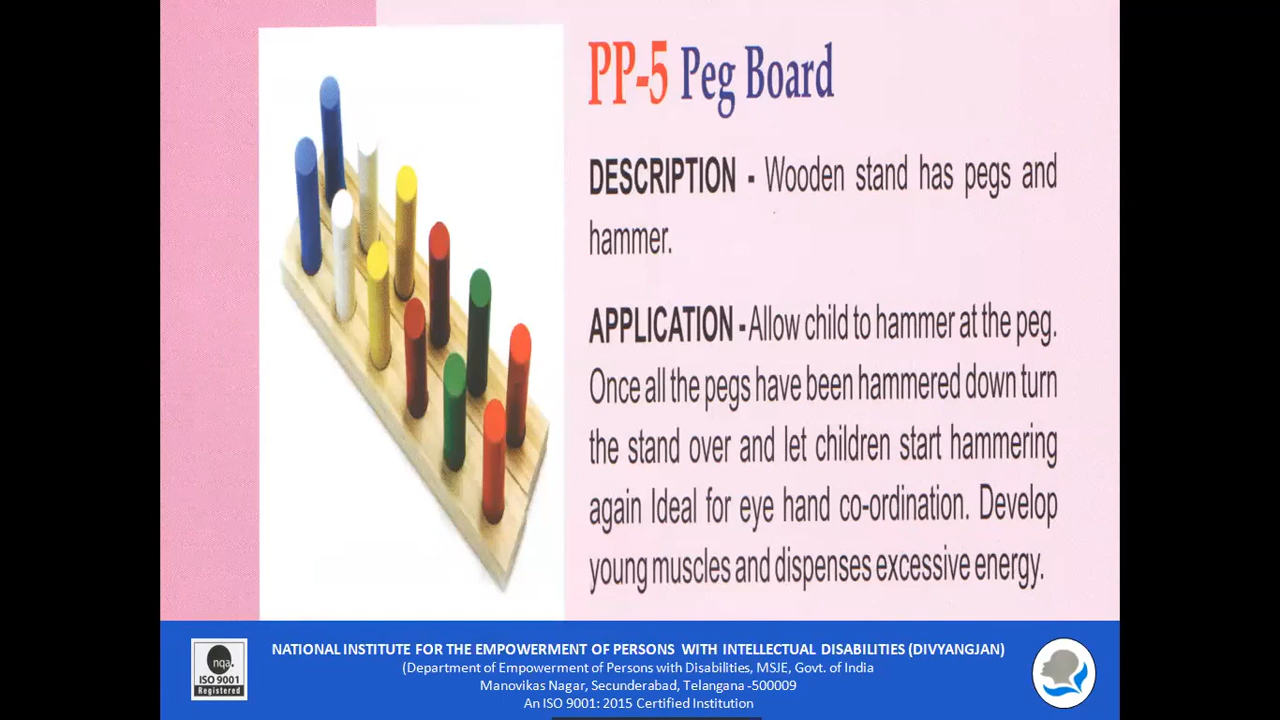 PP-5 Peg Board
DESCRIPTION - Wooden stand has pegs and
hammer.
APPLICATION - Allow child to hammer at the peg.
Once all the pegs have been hammered down turn
the stand over and let children start hammering
again Ideal for eye hand co-ordination. Develop
young muscles and dispenses excessive energy.
nqa.
ISO 9001
Registered
NATIONAL INSTITUTE FOR THE EMPOWERMENT OF PERSONS WITH INTELLECTUAL DISABILITIES (DIVYANGJAN)
(Department of Empowerment of Persons with Disabilities, MSJE, Govt. of India
Manovikas Nagar, Secunderabad, Telangana -500009
An ISO 9001: 2015 Certified Institution